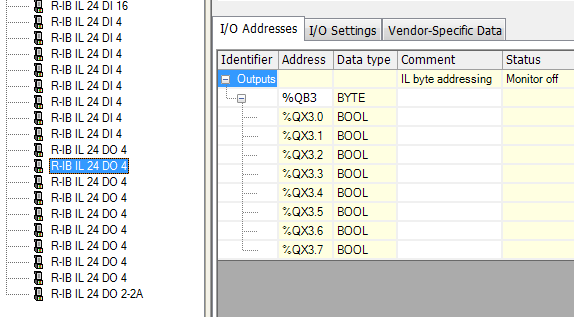 R-IB IL 24 DI 16
R-IB IL 24 DI 4
R-IB IL 24 DI 4
R-IB IL 24 DI 4
R-IB IL 24 DI 4
R-IB IL 24 DI 4
R-IB IL 24 DI 4
R-IB IL 24 DI 4
R-IB IL 24 DI 4
R-IB IL 24 DO 4
R-IB IL 24 DO 4
R-IB IL 24 DO 4
R-IB IL 24 DO 4
R-IB IL 24 DO 4
R-IB IL 24 DO 4
R-IB IL 24 DO 4
R-IB IL 24 DO 4
R-IB IL 24 DO 4
R-IB IL 24 DO 2-2A
I/O Addresses I/O Settings Vendor-Specific Data
Identifier Address Data type Comment Status
Outputs IL byte addressing Monitor off
%QB3 BYTE
%QX3.0 BOOL
%QX3.1 BOOL
%QX3.2 BOOL
%QX3.3 BOOL
%QX3.4 BOOL
%QX3.5 BOOL
%QX3.6 BOOL
%QX3.7 BOOL